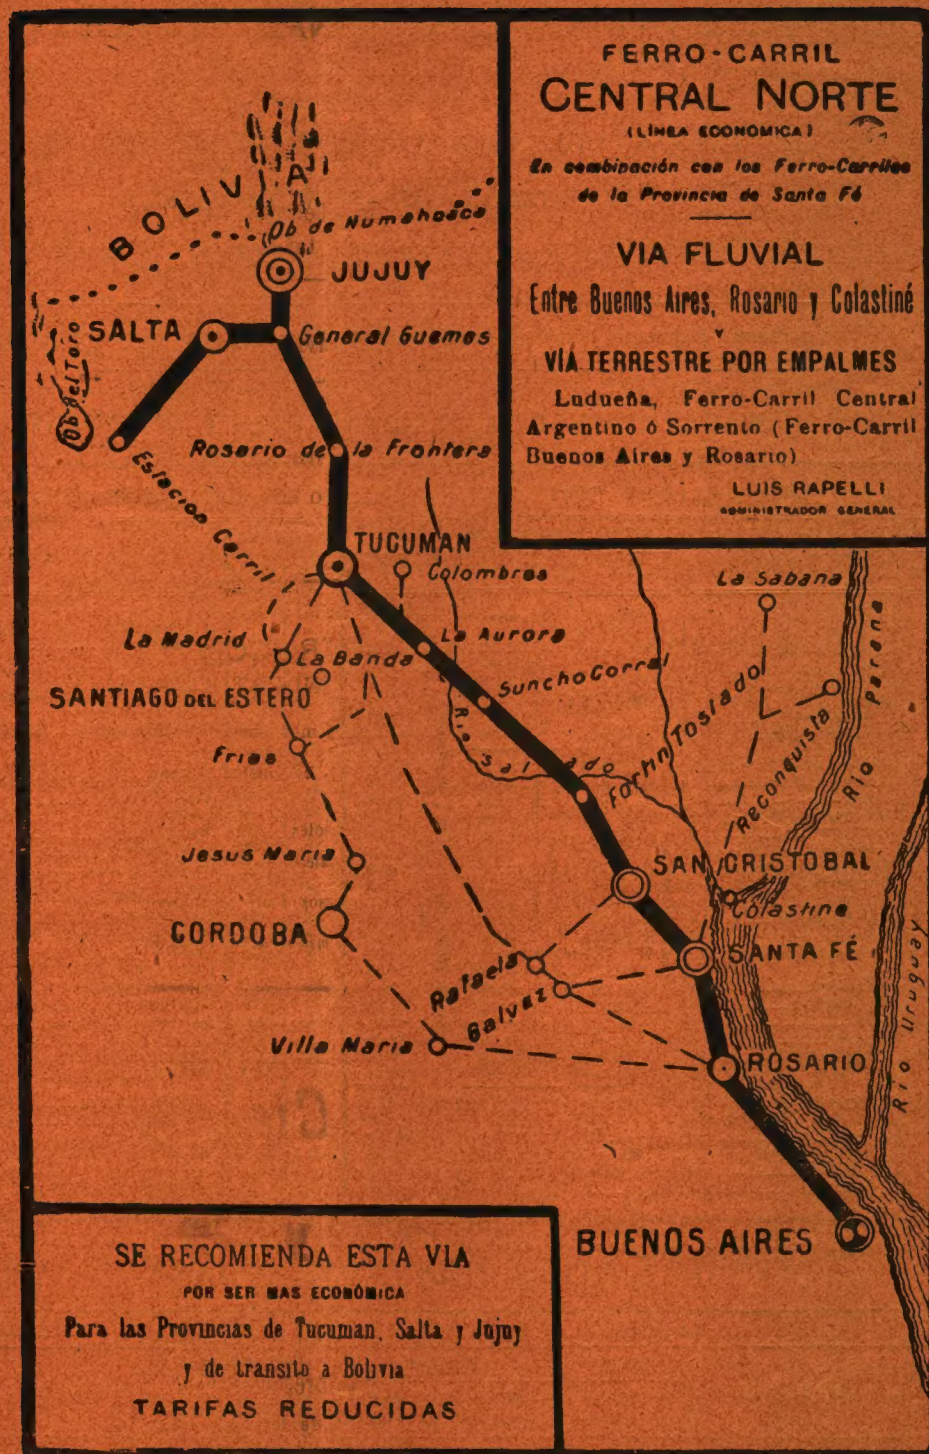 FERRO-CARRIL
CENTRAL NORTE
(LÍNEA ECONÓMICA)
En combinación con los Ferro-Carriles
de la Provincia de Santa Fé
VIA FLUVIAL
Entre Buenos Aires, Rosario y Colastiné
Y
VÍA TERRESTRE POR EMPALMES
Ludueña, Ferro-Carril Central
Argentino ó Sorrento (Ferro-Carril
Buenos Aires y Rosario)
LUIS RAPELLI
ADMINISTRADOR GENERAL
BOLIVIA
Qb de Numahoaca
JUJUY
SALTA
General Guemes
Qb del Toro
Rosario de la Frontera
Estacion Carril
TUCUMAN
Colombres
La Sabana
La Madrid
La Banda
La Aurora
SANTIAGO DEL ESTERO
Suncho Corral
Rio Salado
Fortin Tostado
Reconquista
Rio Parana
Frias
Jesus Maria
SAN CRISTOBAL
Colastine
CORDOBA
SANTA FÉ
Rafaela
Galvez
Rio Uruguay
Villa Maria
ROSARIO
BUENOS AIRES
SE RECOMIENDA ESTA VIA
POR SER MAS ECONÓMICA
Para las Provincias de Tucuman, Salta y Jujuy
y de transito a Bolivia
TARIFAS REDUCIDAS